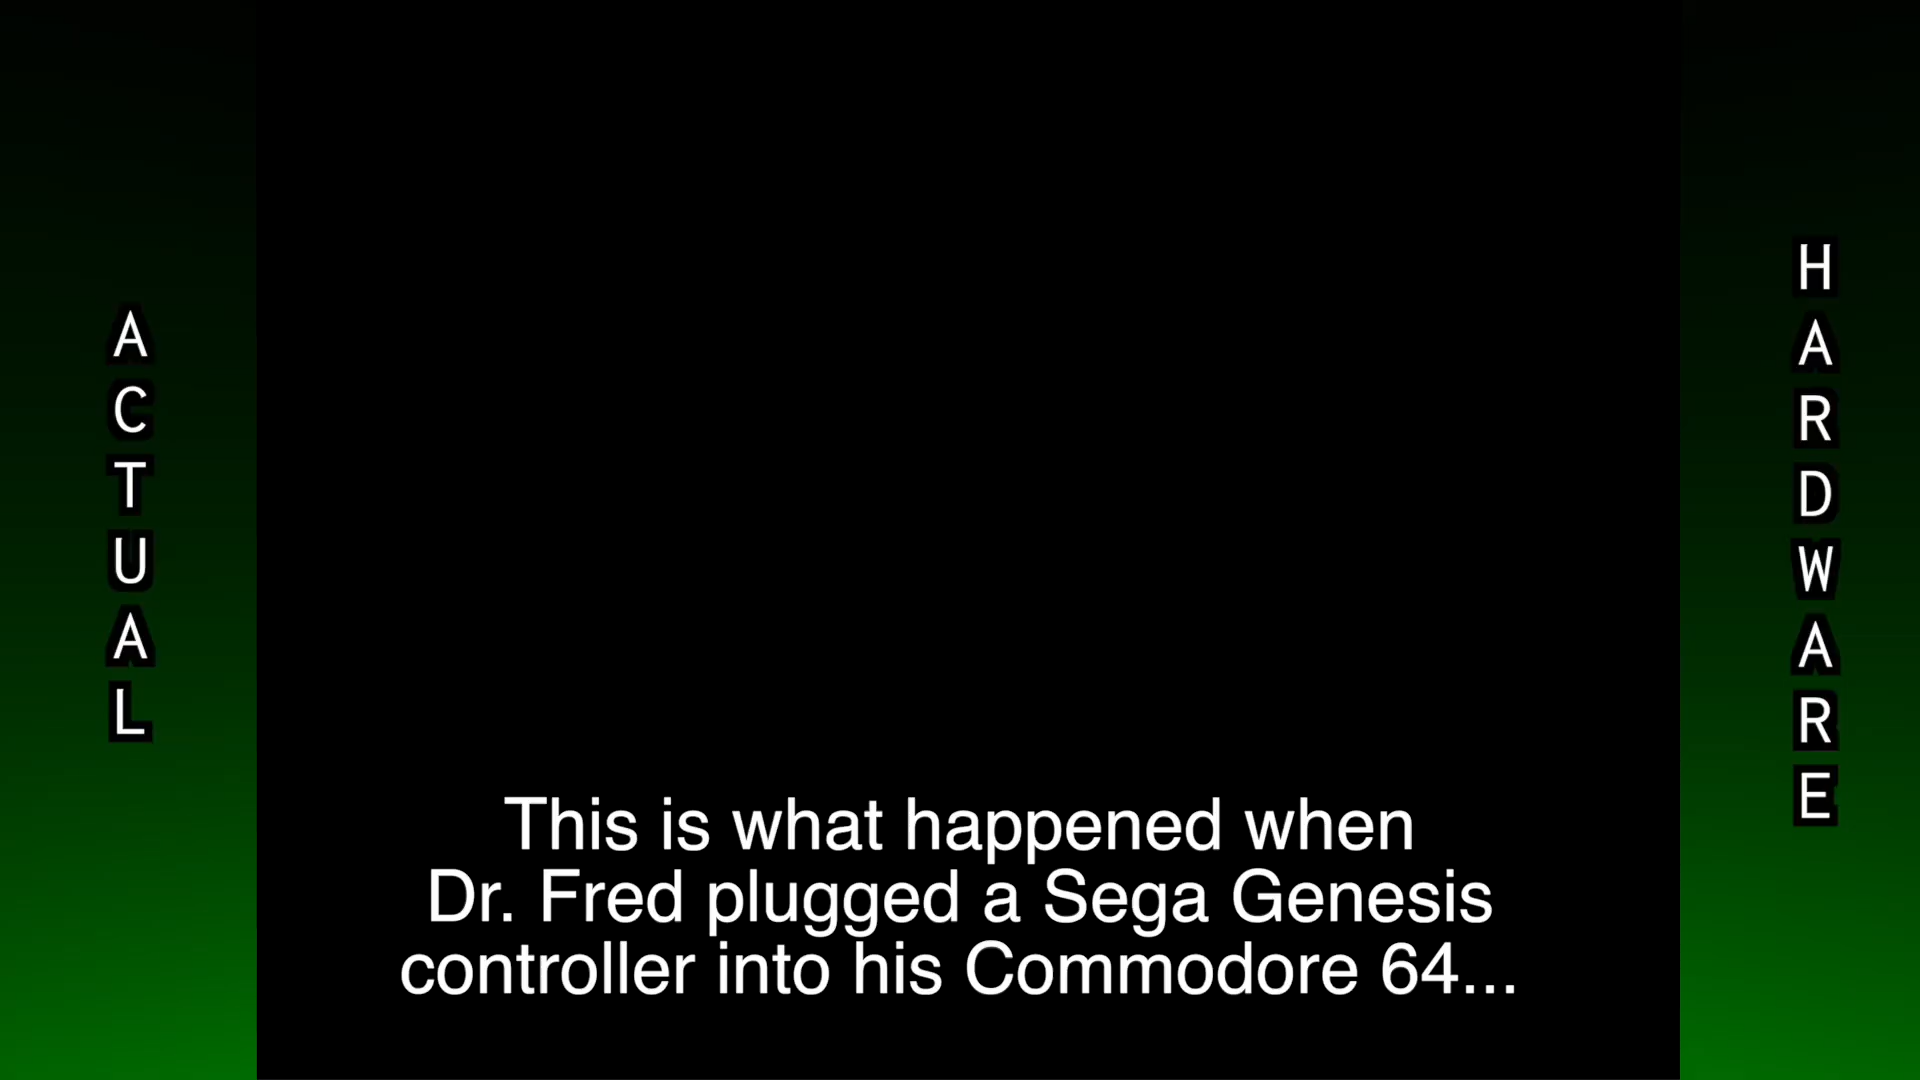 ACTUAL
This is what happened when
Dr. Fred plugged a Sega Genesis
controller into his Commodore 64...
HARDWARE